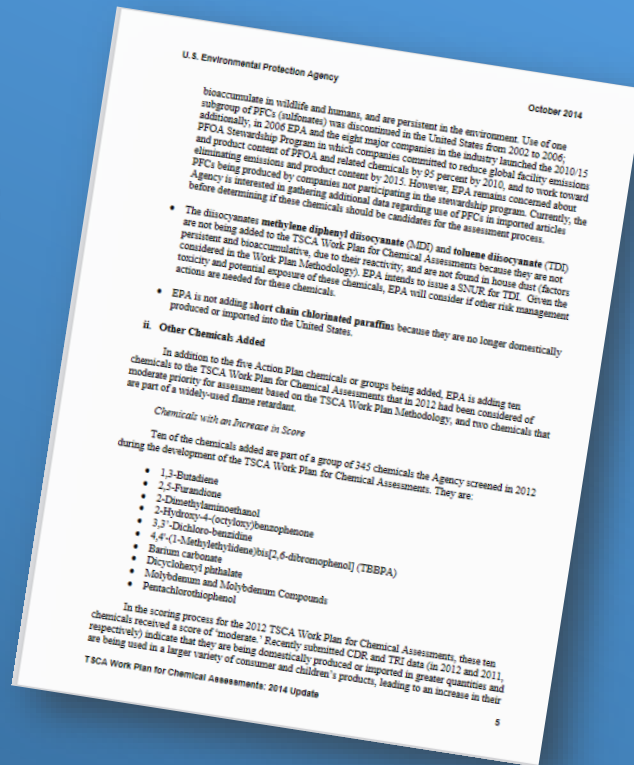 U.S. Environmental Protection Agency
October 2014
bioaccumulate in wildlife and humans, and are persistent in the environment. Use of one
subgroup of PFCs (sulfonates) was discontinued in the United States from 2002 to 2006;
additionally, in 2006 EPA and the eight major companies in the industry launched the 2010/15
PFOA Stewardship Program in which companies committed to reduce global facility emissions
and product content of PFOA and related chemicals by 95 percent by 2010, and to work toward
eliminating emissions and product content by 2015. However, EPA remains concerned about
PFCs being produced by companies not participating in the stewardship program. Currently, the
Agency is interested in gathering additional data regarding use of PFCs in imported articles
before determining if these chemicals should be candidates for the assessment process.
• The diisocyanates methylene diphenyl diisocyanate (MDI) and toluene diisocyanate (TDI)
are not being added to the TSCA Work Plan for Chemical Assessments because they are not
persistent and bioaccumulative, due to their reactivity, and are not found in house dust (factors
considered in the Work Plan Methodology). EPA intends to issue a SNUR for TDI. Given the
toxicity and potential exposure of these chemicals, EPA will consider if other risk management
actions are needed for these chemicals.
• EPA is not adding short chain chlorinated paraffins because they are no longer domestically
produced or imported into the United States.
ii. Other Chemicals Added
In addition to the five Action Plan chemicals or groups being added, EPA is adding ten
chemicals to the TSCA Work Plan for Chemical Assessments that in 2012 had been considered of
moderate priority for assessment based on the TSCA Work Plan Methodology, and two chemicals that
are part of a widely-used flame retardant.
Chemicals with an Increase in Score
Ten of the chemicals added are part of a group of 345 chemicals the Agency screened in 2012
during the development of the TSCA Work Plan for Chemical Assessments. They are:
• 1,3-Butadiene
• 2,5-Furandione
• 2-Dimethylaminoethanol
• 2-Hydroxy-4-(octyloxy)benzophenone
• 3,3'-Dichloro-benzidine
• 4,4'-(1-Methylethylidene)bis[2,6-dibromophenol] (TBBPA)
• Barium carbonate
• Dicyclohexyl phthalate
• Molybdenum and Molybdenum Compounds
• Pentachlorothiophenol
In the scoring process for the 2012 TSCA Work Plan for Chemical Assessments, these ten
chemicals received a score of 'moderate.' Recently submitted CDR and TRI data (in 2012 and 2011,
respectively) indicate that they are being domestically produced or imported in greater quantities and
are being used in a larger variety of consumer and children's products, leading to an increase in their
TSCA Work Plan for Chemical Assessments: 2014 Update
5